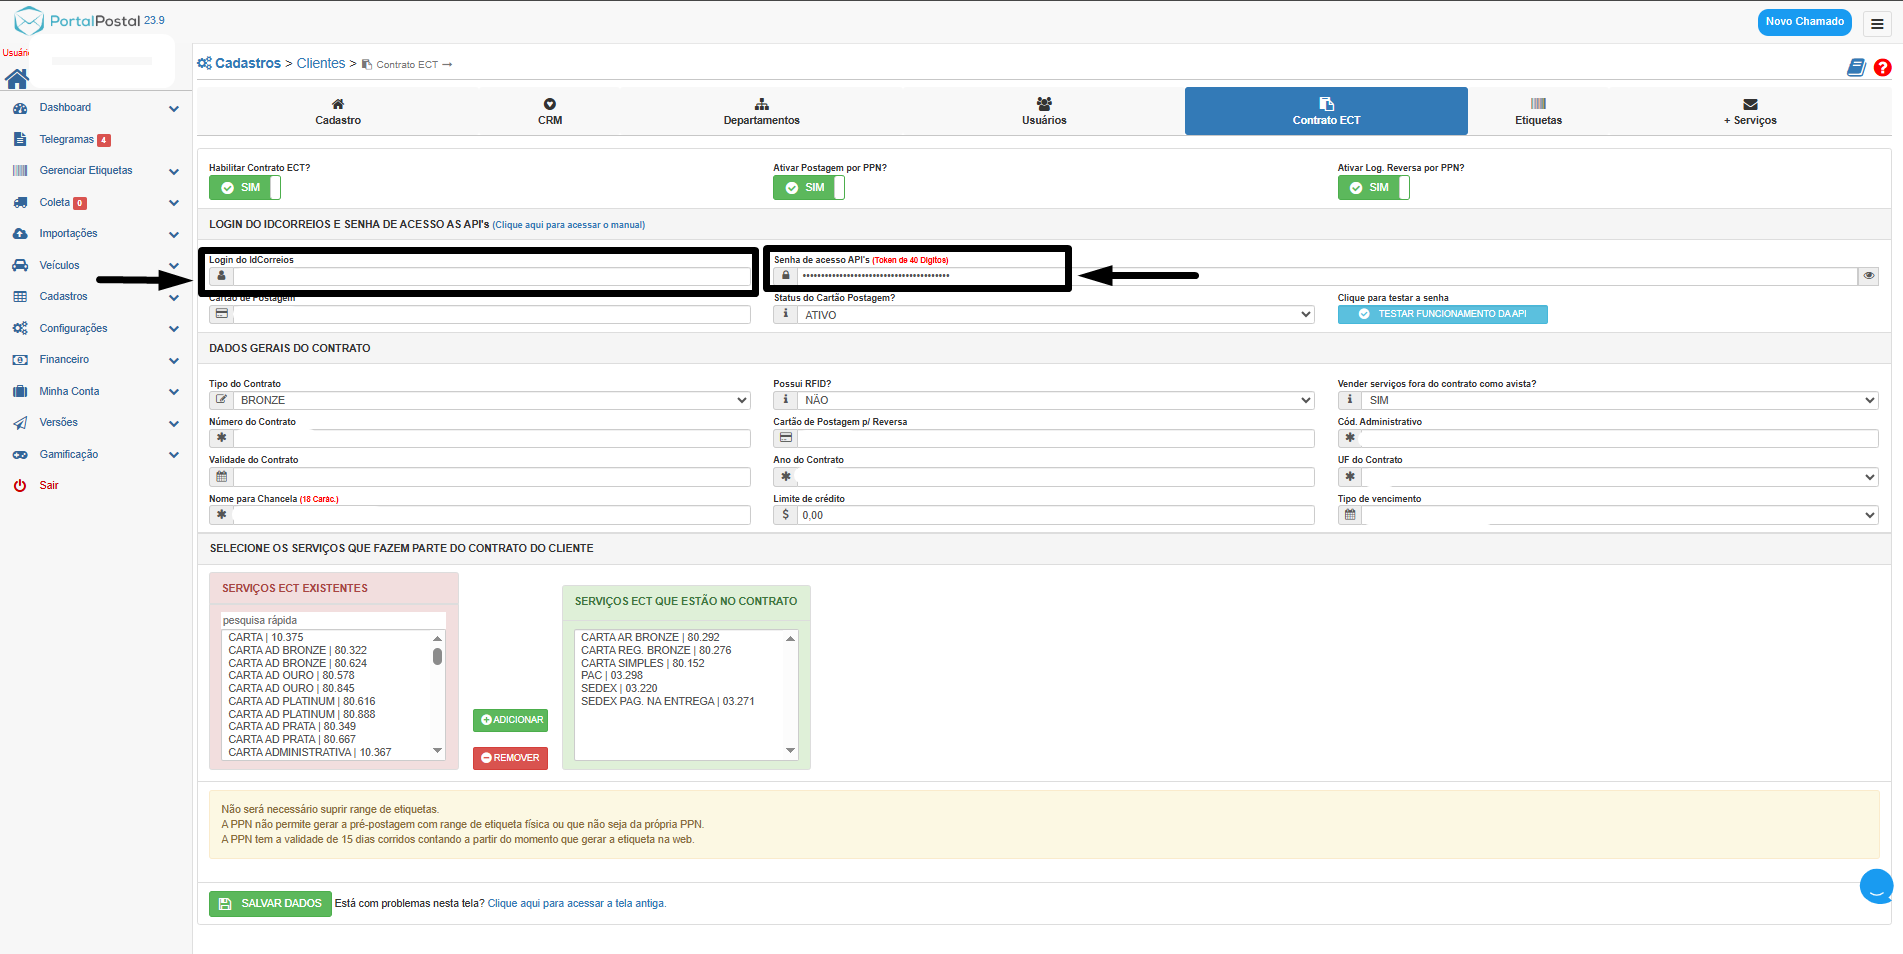 PortalPostal 23.9
Novo Chamado
Usuári
Cadastros > Clientes > Contrato ECT
Dashboard
Telegramas 4
Gerenciar Etiquetas
Coleta 0
Importações
Veículos
Cadastros
Configurações
Financeiro
Minha Conta
Versões
Gamificação
Sair
Cadastro
CRM
Departamentos
Usuários
Contrato ECT
Etiquetas
+ Serviços
Habilitar Contrato ECT?
SIM
Ativar Postagem por PPN?
SIM
Ativar Log. Reversa por PPN?
SIM
LOGIN DO IDCORREIOS E SENHA DE ACESSO AS API's (Clique aqui para acessar o manual)
Login do IdCorreios
Senha de acesso API's (Token de 40 Digitos)
••••••••••••••••••••••••••••••••••••••••
Cartão de Postagem
Status do Cartão Postagem?
ATIVO
Clique para testar a senha
TESTAR FUNCIONAMENTO DA API
DADOS GERAIS DO CONTRATO
Tipo do Contrato
BRONZE
Possui RFID?
NÃO
Vender serviços fora do contrato como avista?
SIM
Número do Contrato
Cartão de Postagem p/ Reversa
Cód. Administrativo
Validade do Contrato
Ano do Contrato
UF do Contrato
Nome para Chancela (18 Carác.)
Limite de crédito
$ 0,00
Tipo de vencimento
SELECIONE OS SERVIÇOS QUE FAZEM PARTE DO CONTRATO DO CLIENTE
SERVIÇOS ECT EXISTENTES
pesquisa rápida
CARTA | 10.375
CARTA AD BRONZE | 80.322
CARTA AD BRONZE | 80.624
CARTA AD OURO | 80.578
CARTA AD OURO | 80.845
CARTA AD PLATINUM | 80.616
CARTA AD PLATINUM | 80.888
CARTA AD PRATA | 80.349
CARTA AD PRATA | 80.667
CARTA ADMINISTRATIVA | 10.367
ADICIONAR
REMOVER
SERVIÇOS ECT QUE ESTÃO NO CONTRATO
CARTA AR BRONZE | 80.292
CARTA REG. BRONZE | 80.276
CARTA SIMPLES | 80.152
PAC | 03.298
SEDEX | 03.220
SEDEX PAG. NA ENTREGA | 03.271
Não será necessário suprir range de etiquetas.
A PPN não permite gerar a pré-postagem com range de etiqueta física ou que não seja da própria PPN.
A PPN tem a validade de 15 dias corridos contando a partir do momento que gerar a etiqueta na web.
SALVAR DADOS Está com problemas nesta tela? Clique aqui para acessar a tela antiga.